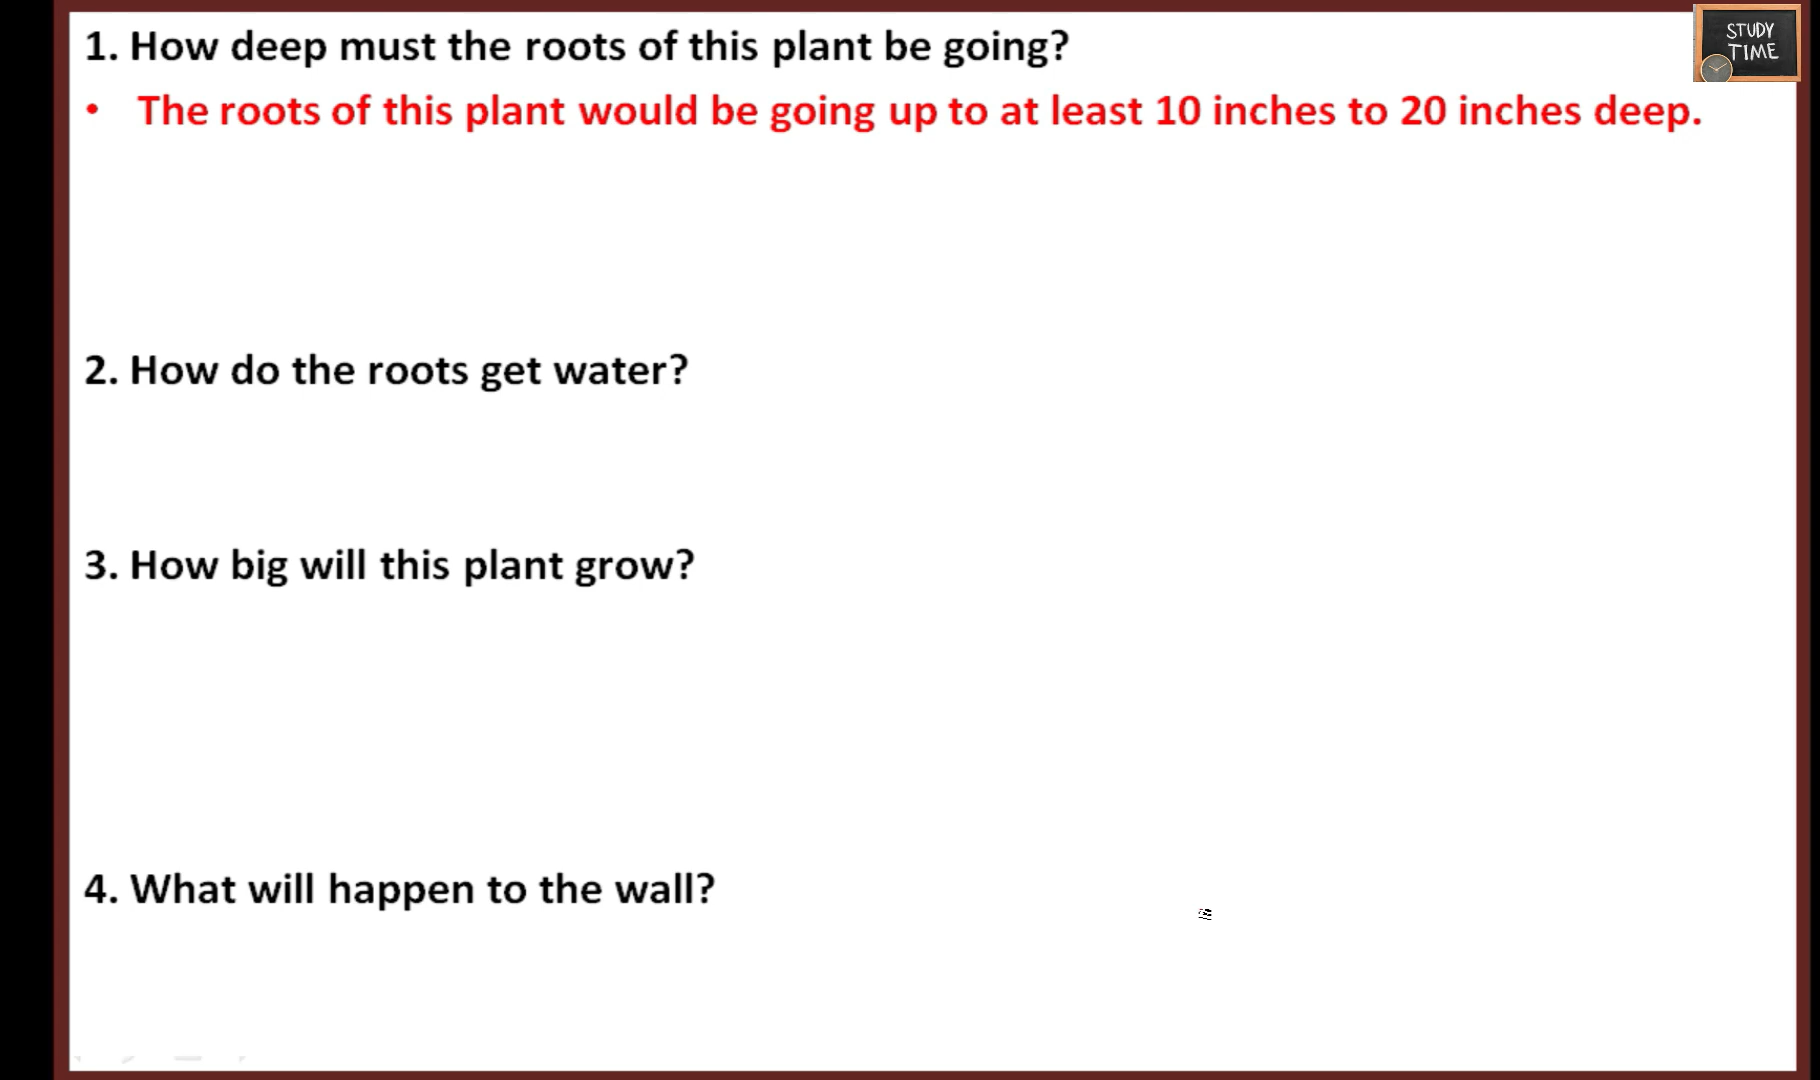 1. How deep must the roots of this plant be going?
• The roots of this plant would be going up to at least 10 inches to 20 inches deep.
2. How do the roots get water?
3. How big will this plant grow?
4. What will happen to the wall?
STUDY
TIME